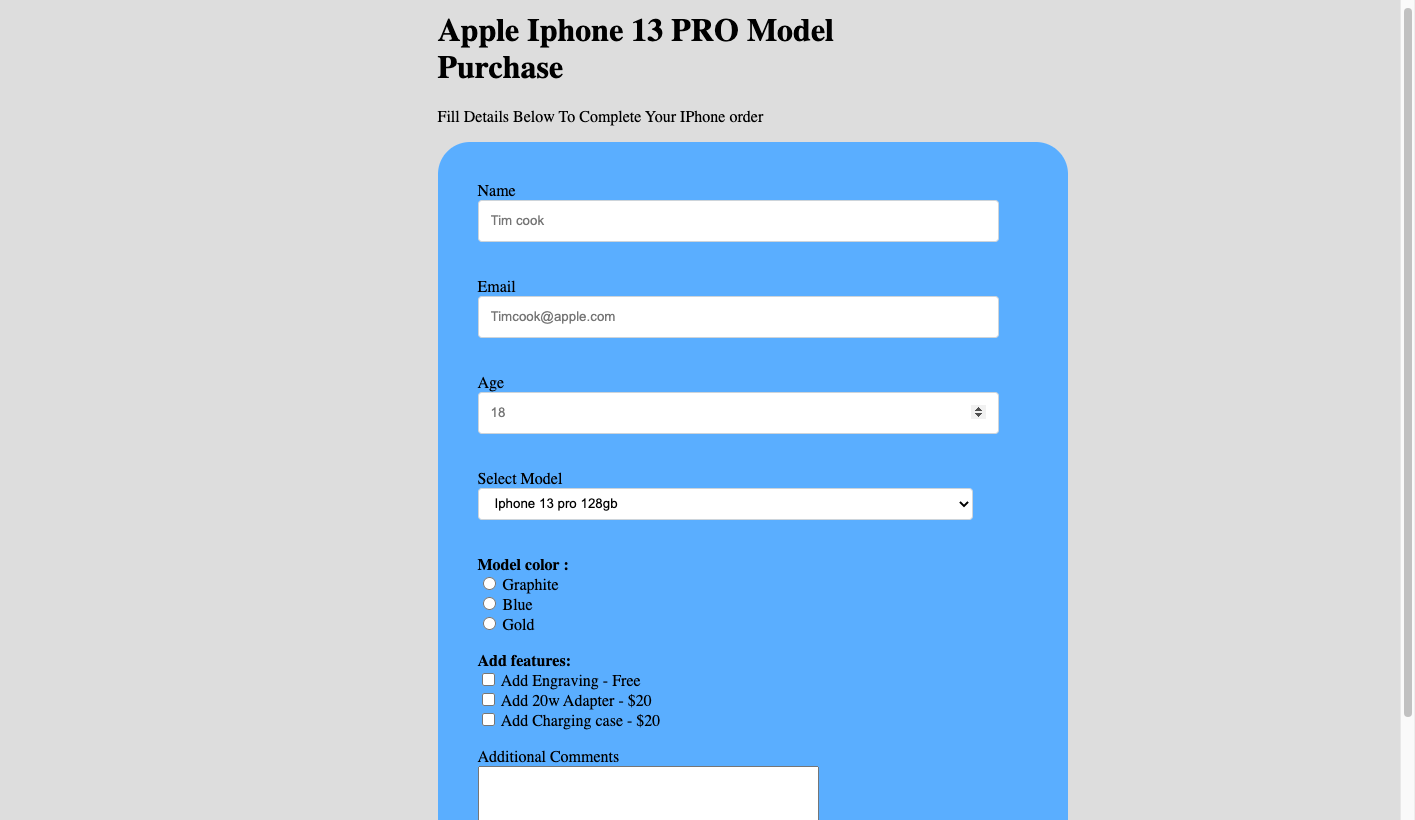 Apple Iphone 13 PRO Model
Purchase
Fill Details Below To Complete Your IPhone order
Name
Tim cook
Email
Timcook@apple.com
Age
18
Select Model
Iphone 13 pro 128gb
Model color :
Graphite
Blue
Gold
Add features:
Add Engraving - Free
Add 20w Adapter - $20
Add Charging case - $20
Additional Comments